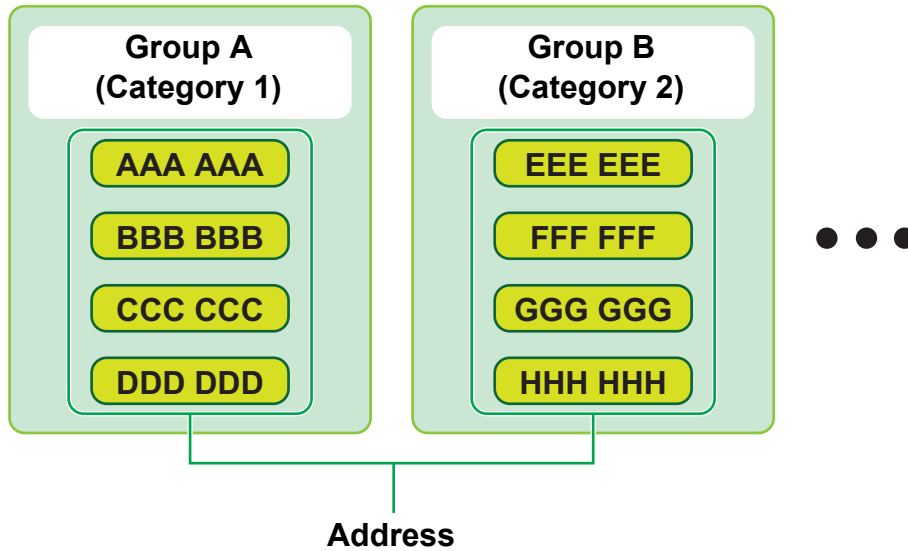 Group A
(Category 1)
AAA AAA
BBB BBB
CCC CCC
DDD DDD
Group B
(Category 2)
EEE EEE
FFF FFF
GGG GGG
HHH HHH
Address